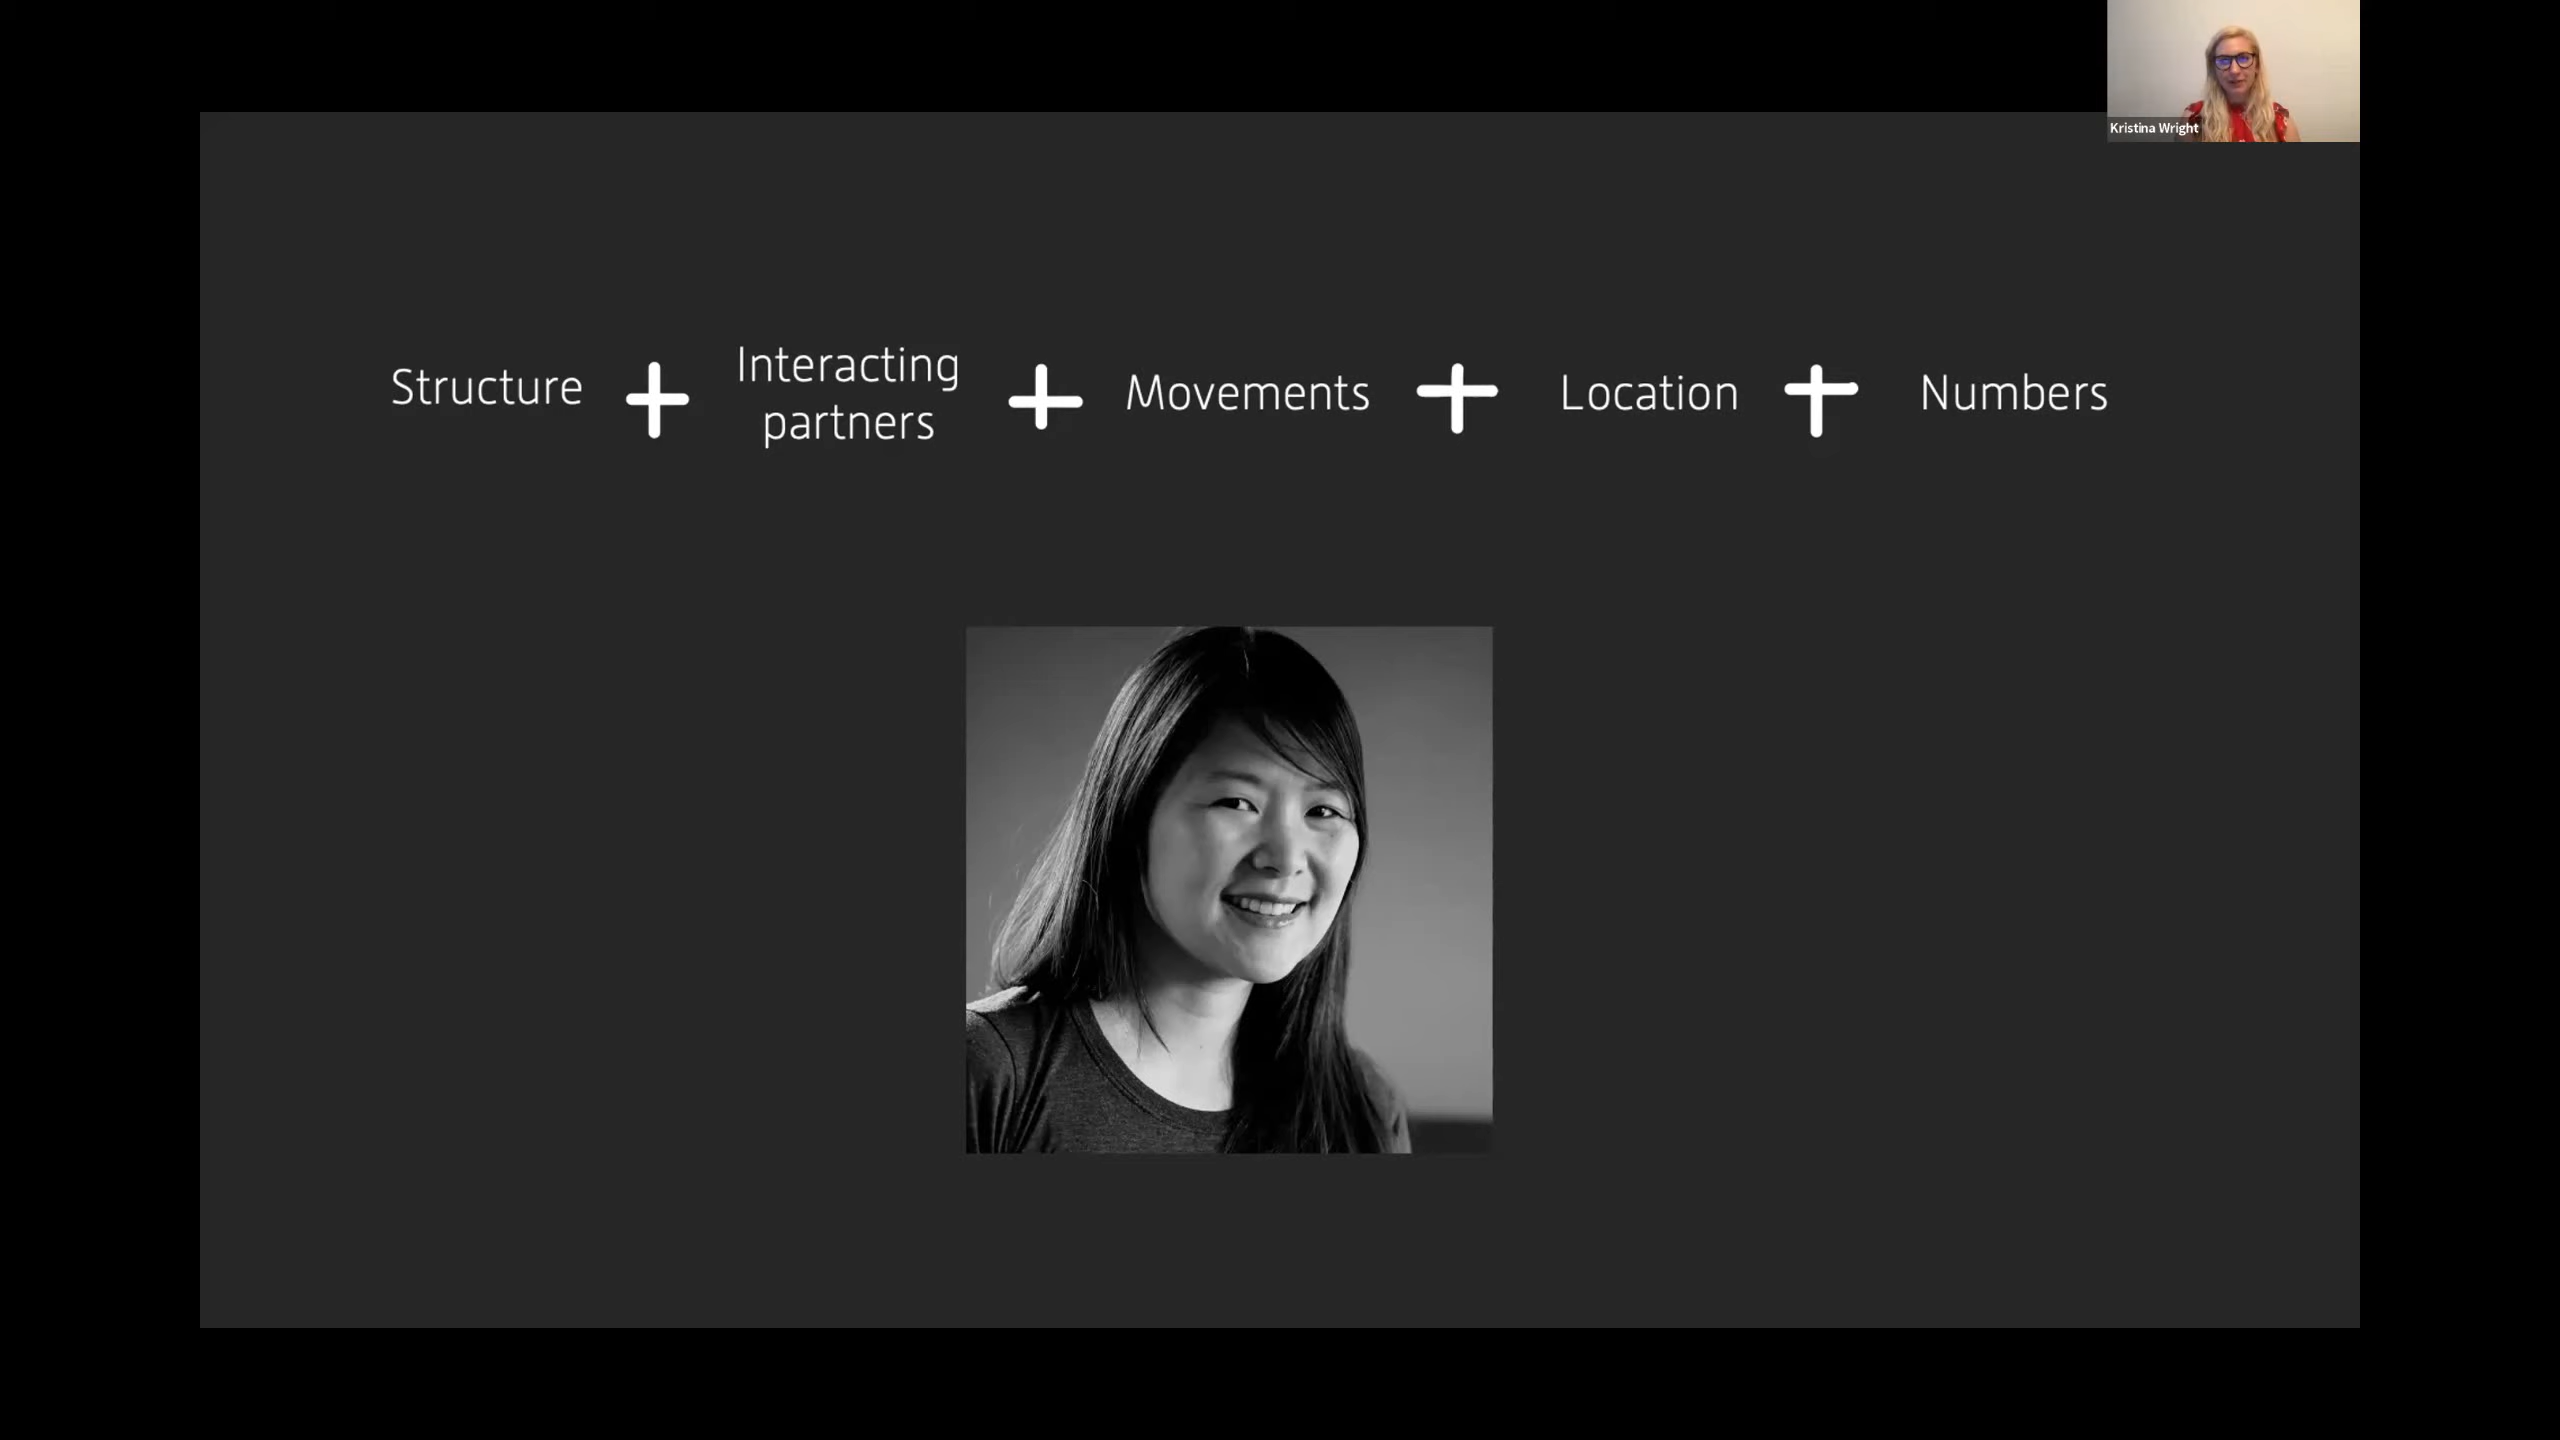 Kristina Wright
Structure + Interacting partners + Movements + Location + Numbers